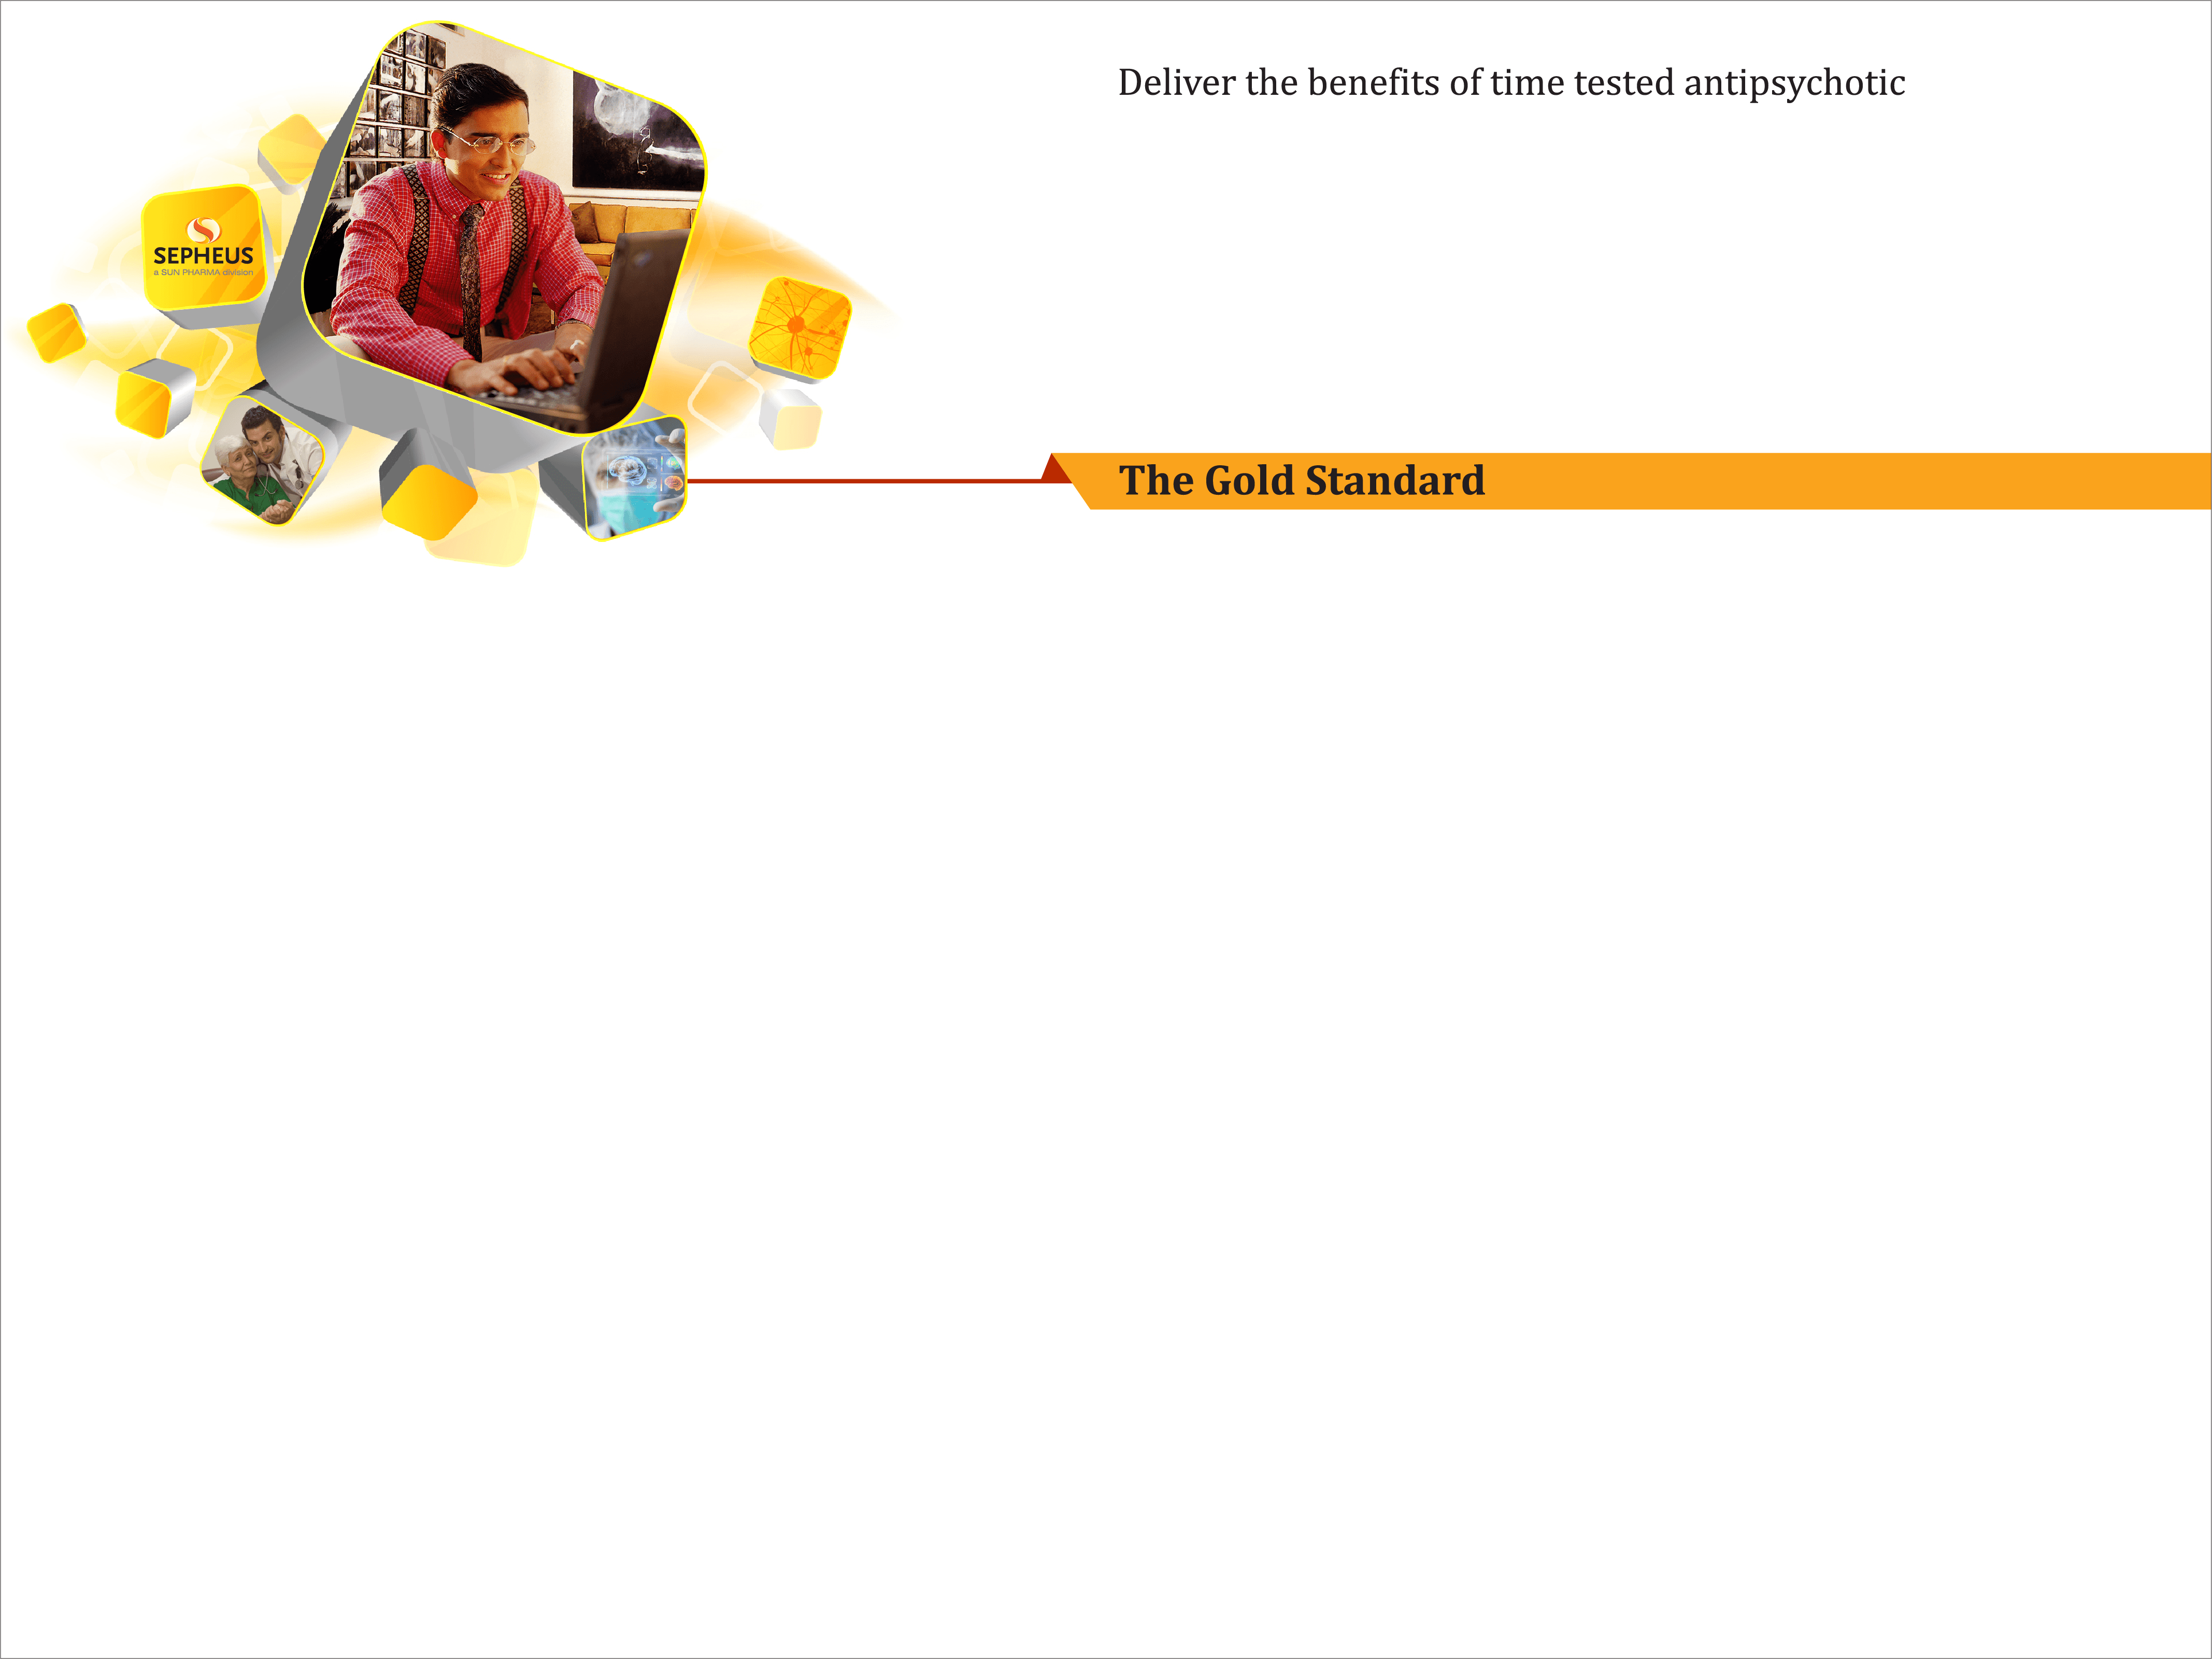 Deliver the benefits of time tested antipsychotic
SEPHEUS
a SUN PHARMA division
The Gold Standard